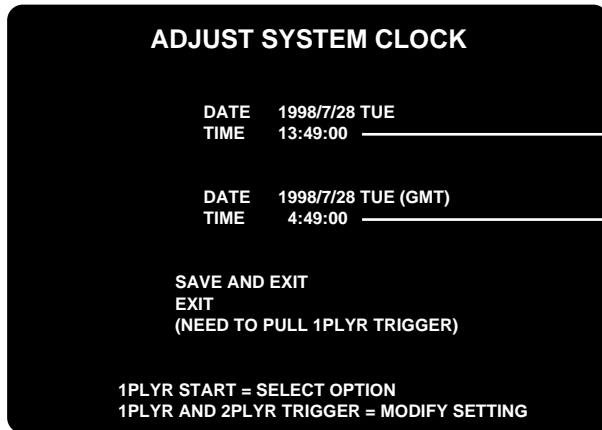 ADJUST SYSTEM CLOCK
DATE 1998/7/28 TUE
TIME 13:49:00
DATE 1998/7/28 TUE (GMT)
TIME 4:49:00
SAVE AND EXIT
EXIT
(NEED TO PULL 1PLYR TRIGGER)
1PLYR START = SELECT OPTION
1PLYR AND 2PLYR TRIGGER = MODIFY SETTING